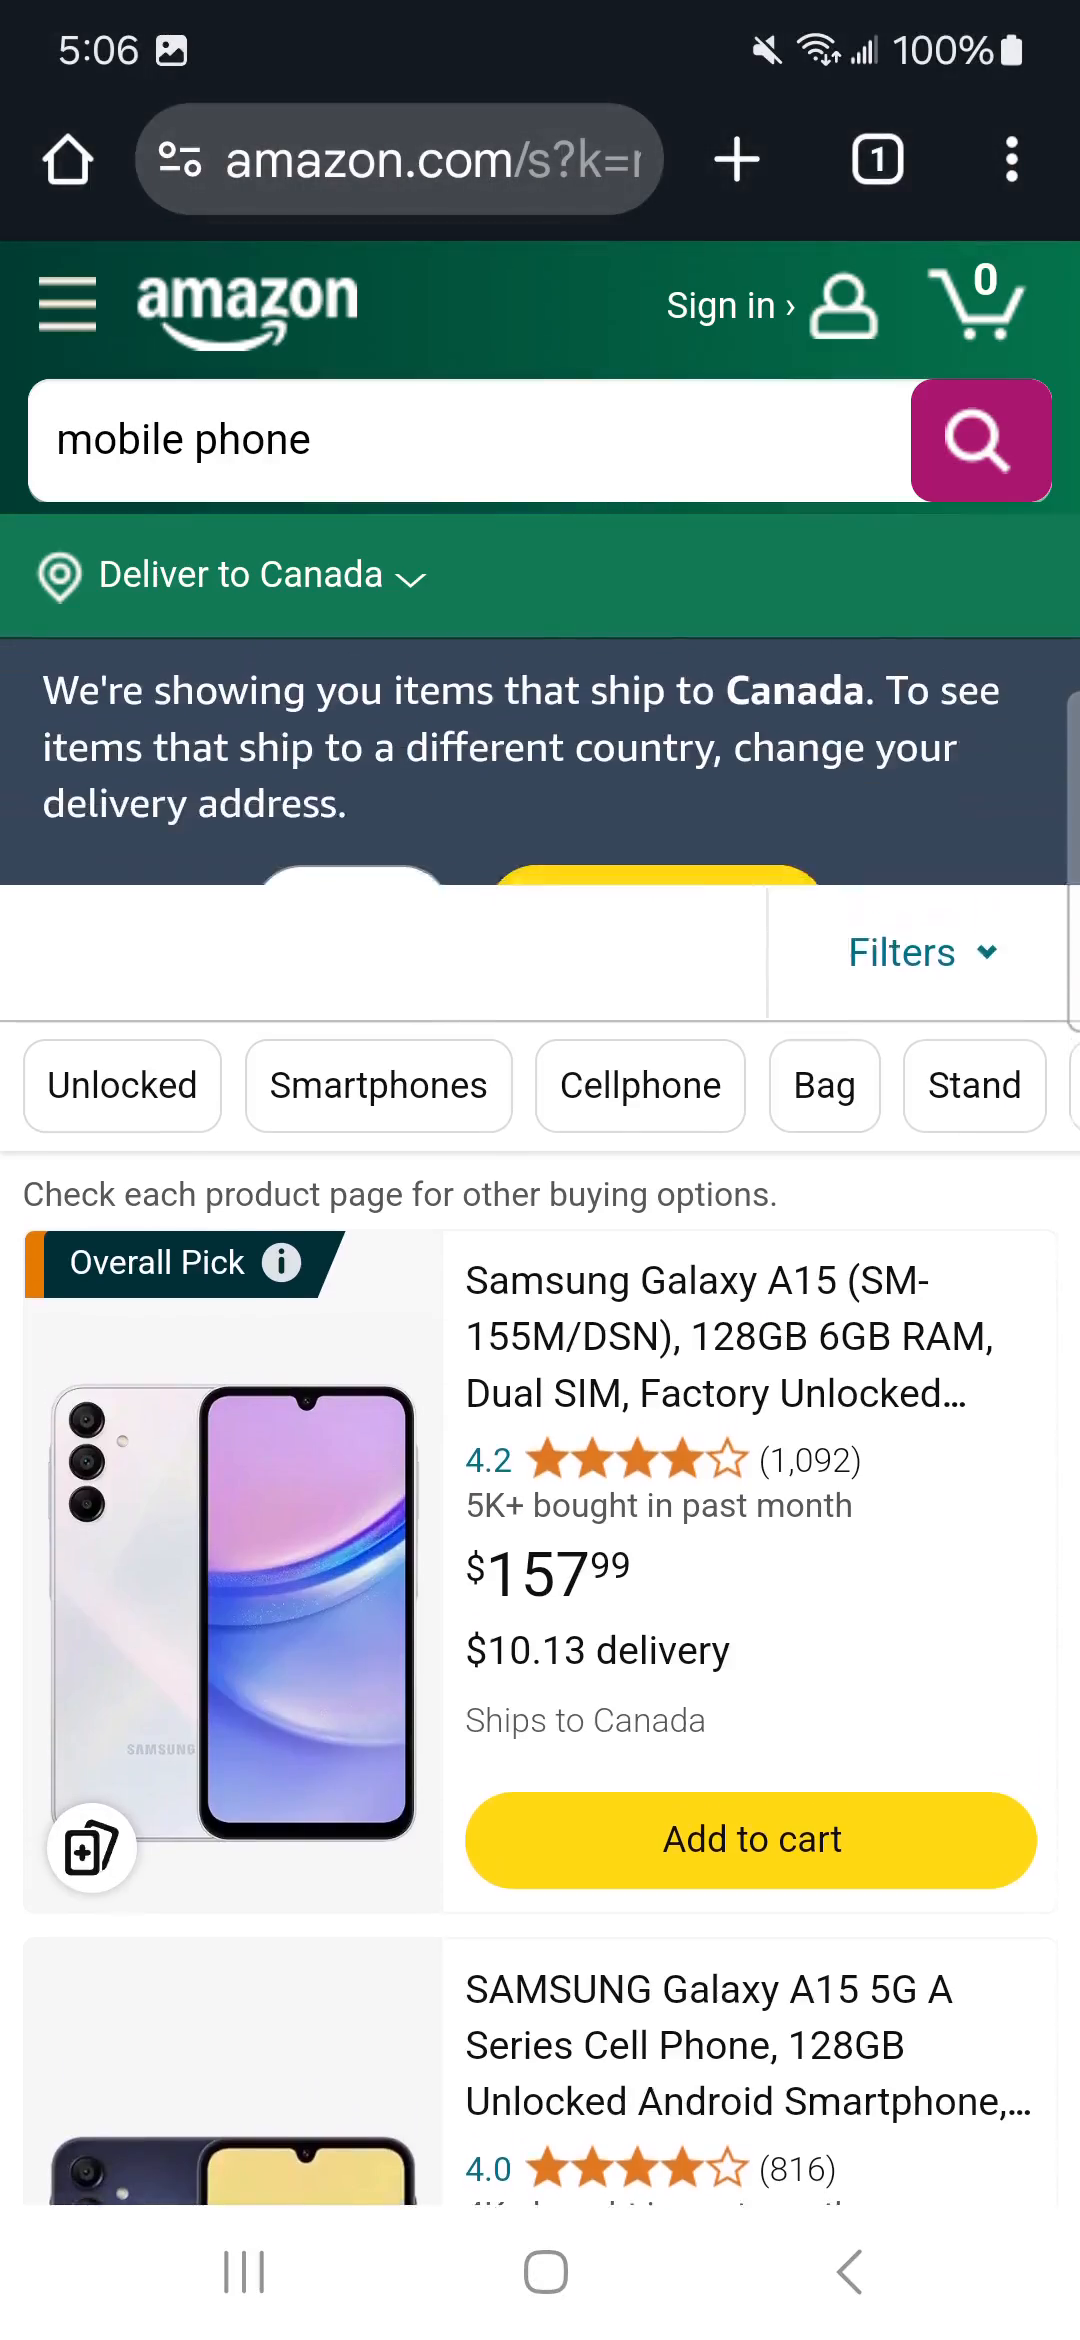 5:06
100%
amazon.com/s?k=
1
amazon
Sign in ›
0
mobile phone
Deliver to Canada
We're showing you items that ship to Canada. To see
items that ship to a different country, change your
delivery address.
Filters
Unlocked Smartphones Cellphone Bag Stand
Check each product page for other buying options.
Overall Pick
Samsung Galaxy A15 (SM-
155M/DSN), 128GB 6GB RAM,
Dual SIM, Factory Unlocked...
4.2 (1,092)
5K+ bought in past month
$157.99
$10.13 delivery
Ships to Canada
SAMSUNG
Add to cart
SAMSUNG Galaxy A15 5G A
Series Cell Phone, 128GB
Unlocked Android Smartphone,...
4.0 (816)